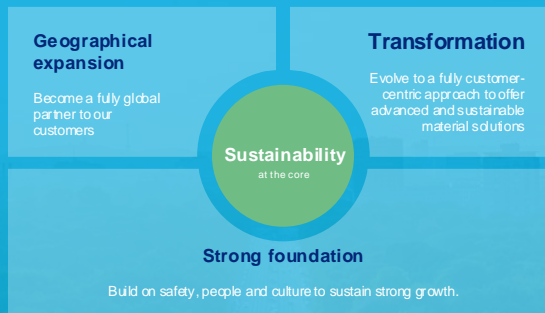 Geographical
expansion
Become a fully global
partner to our
customers
Transformation
Evolve to a fully customer-
centric approach to offer
advanced and sustainable
material solutions
Sustainability
at the core
Strong foundation
Build on safety, people and culture to sustain strong growth.